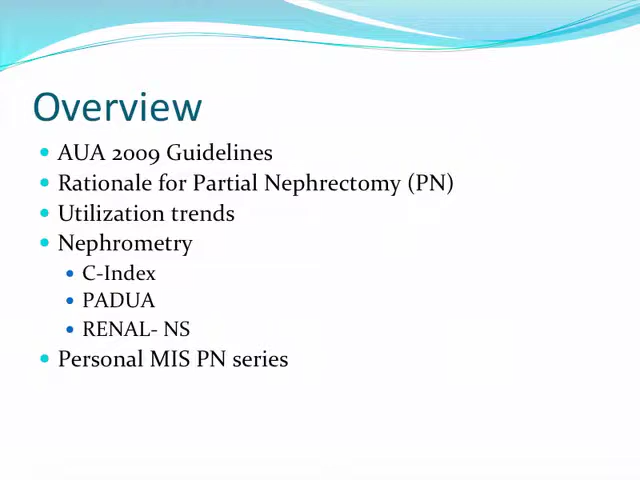 Overview
AUA 2009 Guidelines
Rationale for Partial Nephrectomy (PN)
Utilization trends
Nephrometry
C-Index
PADUA
RENAL- NS
Personal MIS PN series